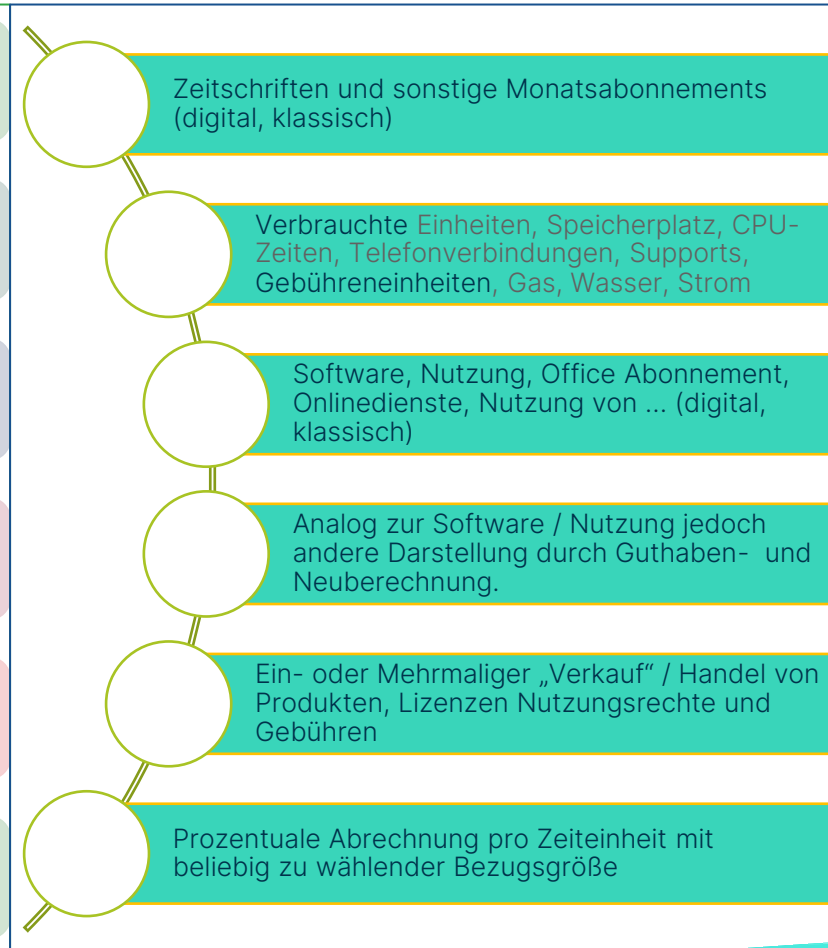 Zeitschriften und sonstige Monatsabonnements
(digital, klassisch)
Verbrauchte Einheiten, Speicherplatz, CPU-
Zeiten, Telefonverbindungen, Supports,
Gebühreneinheiten, Gas, Wasser, Strom
Software, Nutzung, Office Abonnement,
Onlinedienste, Nutzung von ... (digital,
klassisch)
Analog zur Software / Nutzung jedoch
andere Darstellung durch Guthaben- und
Neuberechnung.
Ein- oder Mehrmaliger „Verkauf“ / Handel von
Produkten, Lizenzen Nutzungsrechte und
Gebühren
Prozentuale Abrechnung pro Zeiteinheit mit
beliebig zu wählender Bezugsgröße